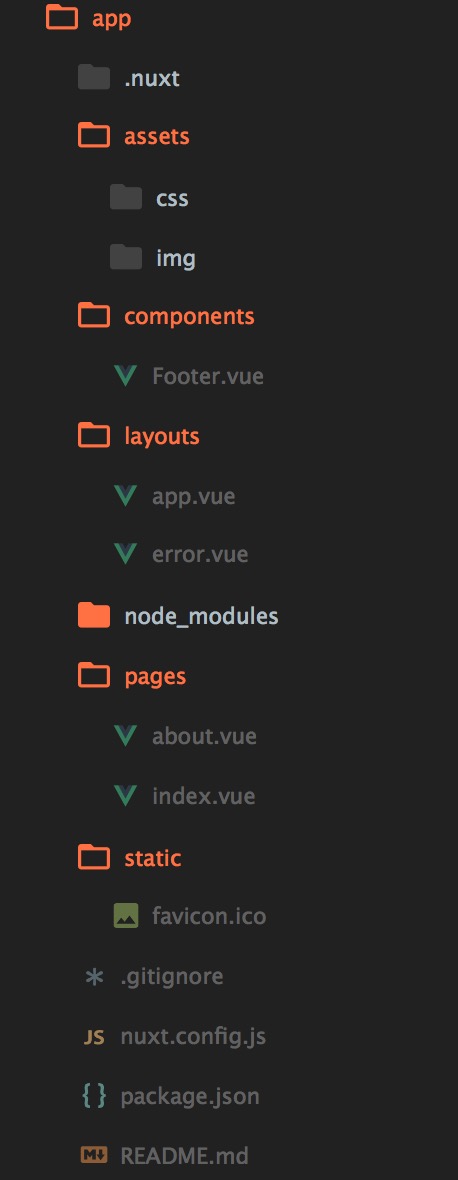 app
.nuxt
assets
css
img
components
Footer.vue
layouts
app.vue
error.vue
node_modules
pages
about.vue
index.vue
static
favicon.ico
.gitignore
JS nuxt.config.js
{ } package.json
M README.md